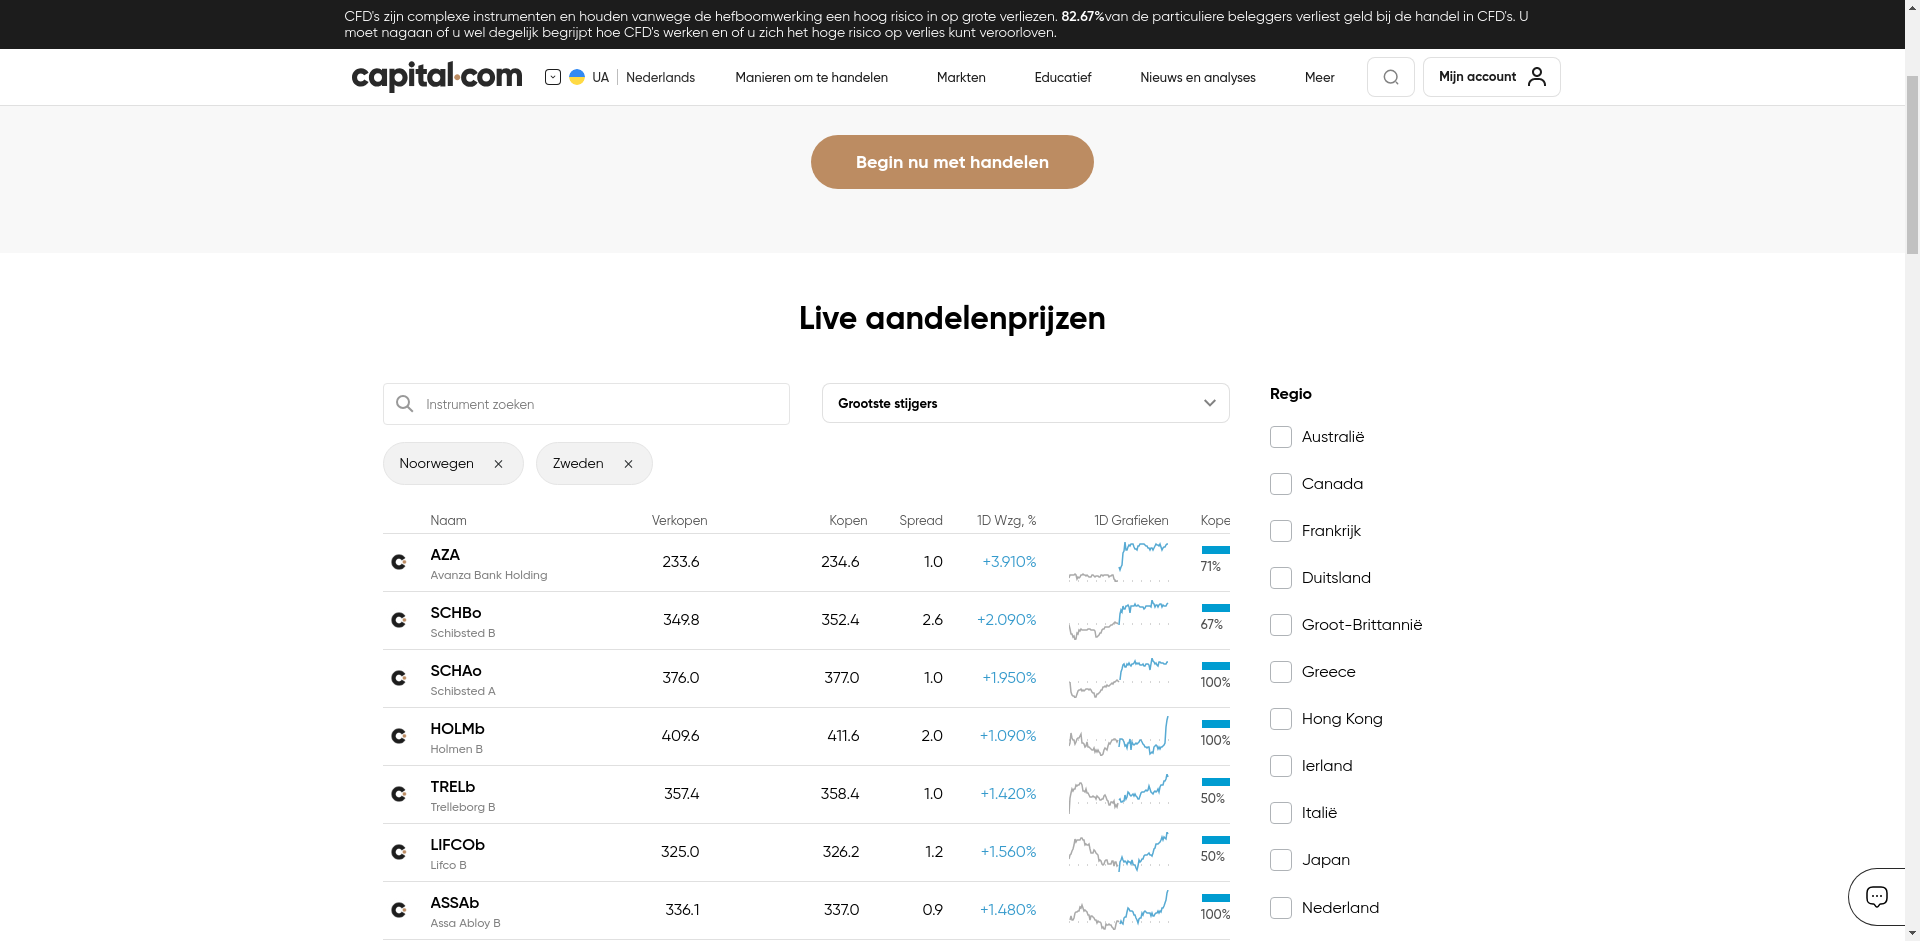 CFD's zijn complexe instrumenten en houden vanwege de hefboomwerking een hoog risico in op grote verliezen. 82.67%van de particuliere beleggers verliest geld bij de handel in CFD's. U
moet nagaan of u wel degelijk begrijpt hoe CFD's werken en of u zich het hoge risico op verlies kunt veroorloven.
capital.com UA Nederlands Manieren om te handelen Markten Educatief Nieuws en analyses Meer Mijn account
Begin nu met handelen
Live aandelenprijzen
Instrument zoeken
Grootste stijgers
Noorwegen Zweden
Naam Verkopen Kopen Spread 1D Wzg, % 1D Grafieken Kope
AZA 233.6 234.6 1.0 +3.910% 71%
Avanza Bank Holding
SCHBo 349.8 352.4 2.6 +2.090% 67%
Schibsted B
SCHAo 376.0 377.0 1.0 +1.950% 100%
Schibsted A
HOLMb 409.6 411.6 2.0 +1.090% 100%
Holmen B
TRELb 357.4 358.4 1.0 +1.420% 50%
Trelleborg B
LIFCOb 325.0 326.2 1.2 +1.560% 50%
Lifco B
ASSAb 336.1 337.0 0.9 +1.480% 100%
Assa Abloy B
Regio
Australië
Canada
Frankrijk
Duitsland
Groot-Brittannië
Greece
Hong Kong
Ierland
Italië
Japan
Nederland